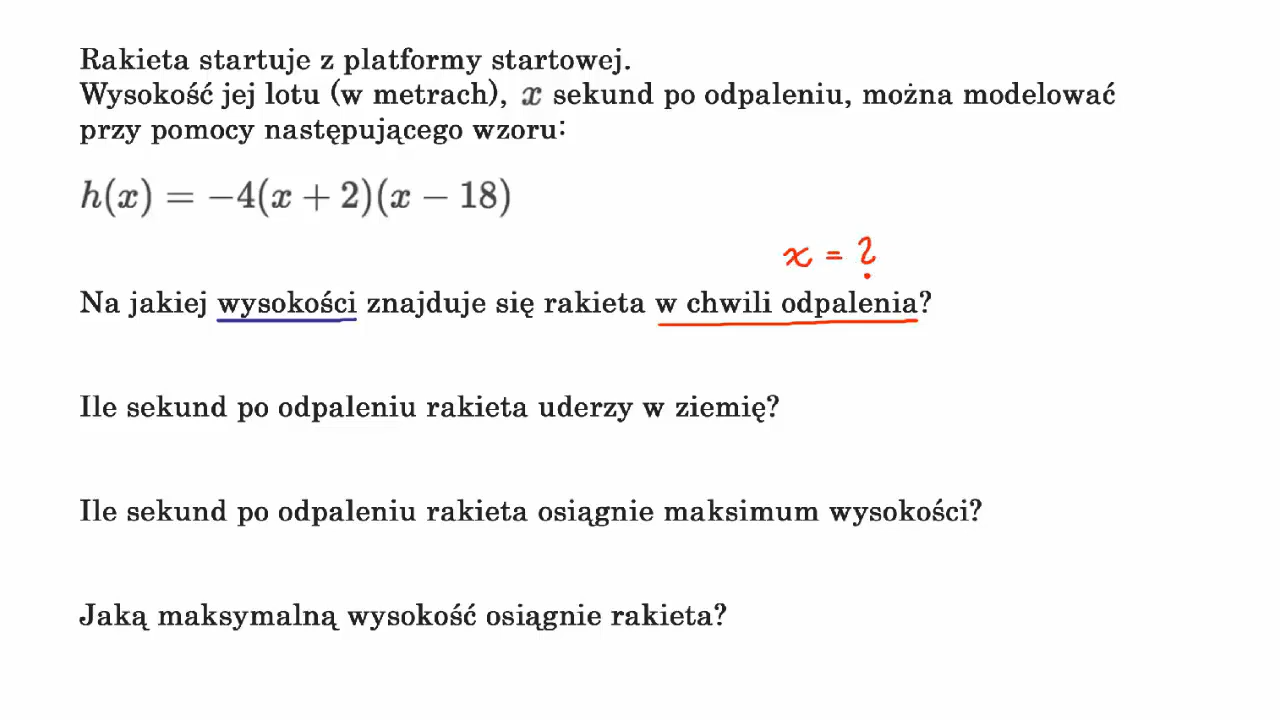 Rakieta startuje z platformy startowej.
Wysokość jej lotu (w metrach), x sekund po odpaleniu, można modelować
przy pomocy następującego wzoru:
h(x) = −4(x + 2)(x − 18)
x = ?
Na jakiej wysokości znajduje się rakieta w chwili odpalenia?
Ile sekund po odpaleniu rakieta uderzy w ziemię?
Ile sekund po odpaleniu rakieta osiągnie maksimum wysokości?
Jaką maksymalną wysokość osiągnie rakieta?